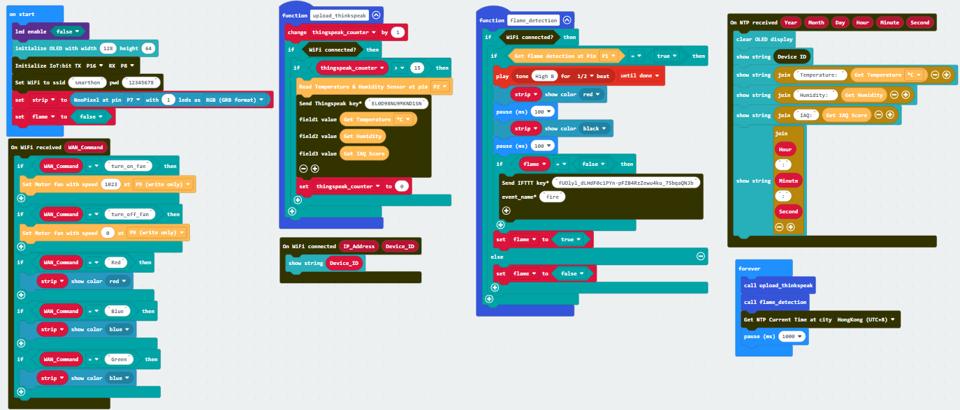 on start
led enable false
initialize OLED with width 128 height 64
Initialize IoT:bit TX P16 RX P8
Set WiFi to ssid smarthon pwd 12345678
set strip to NeoPixel at pin P7 with 1 leds as RGB (GRB format)
set flame to false
On WiFi received WAN_Command
if WAN_Command = turn_on_fan then
Set Motor fan with speed 1023 at (write only)
if WAN_Command = turn_off_fan then
Set Motor fan with speed 0 at (write only)
if WAN_Command = Red then
strip show color red
if WAN_Command = Blue then
strip show color blue
if WAN_Command = Green then
strip show color blue
function upload_thinkspeak
change thingspeak_counter by 1
if WiFi connected? then
if thingspeak_counter > 15 then
Read Temperature & Humidity Sensor at pin P2
Send Thingspeak key*
field1 value Get Temperature °C
field2 value Get Humidity
field3 value Get IAQ Score
set thingspeak_counter to 0
On WiFi connected IP_Address Device_ID
show string Device_ID
function flame_detection
if WiFi connected? then
if Get flame detection at Pin P1 = true then
play tone High B for 1/2 beat until done
strip show color red
pause (ms) 100
strip show color black
pause (ms) 100
if flame = false then
Send IFTTT key*
event_name* fire
set flame to true
else
set flame to false
On NTP received Year Month Day Hour Minute Second
clear OLED display
show string Device ID
show string join Temperature: Get Temperature °C
show string join Humidity: Get Humidity
show string join IAQ: Get IAQ Score
show string join
Hour
:
Minute
:
Second
forever
call upload_thinkspeak
call flame_detection
Get NTP Current Time at city HongKong (UTC+8)
pause (ms) 1000